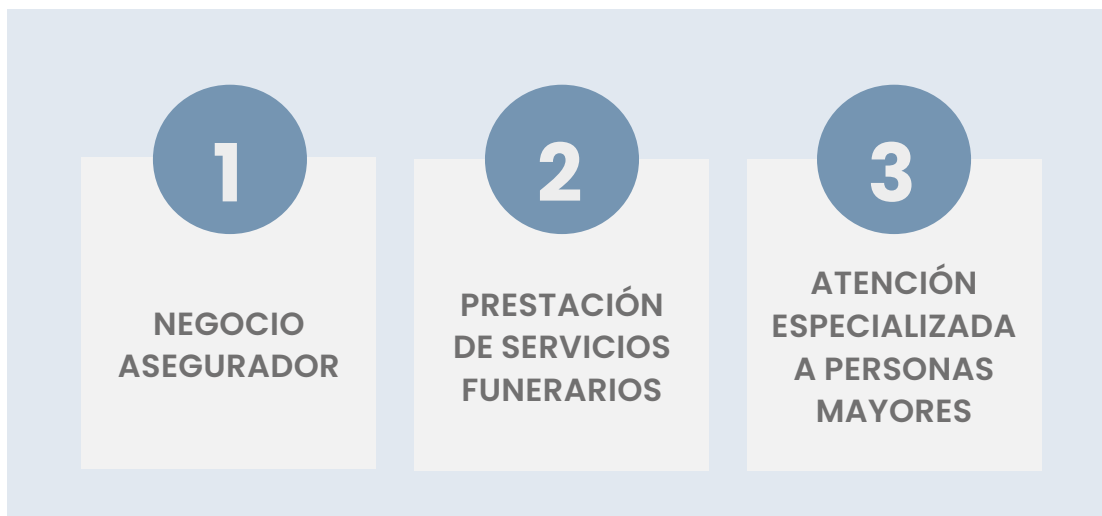 1
NEGOCIO
ASEGURADOR
2
PRESTACIÓN
DE SERVICIOS
FUNERARIOS
3
ATENCIÓN
ESPECIALIZADA
A PERSONAS
MAYORES